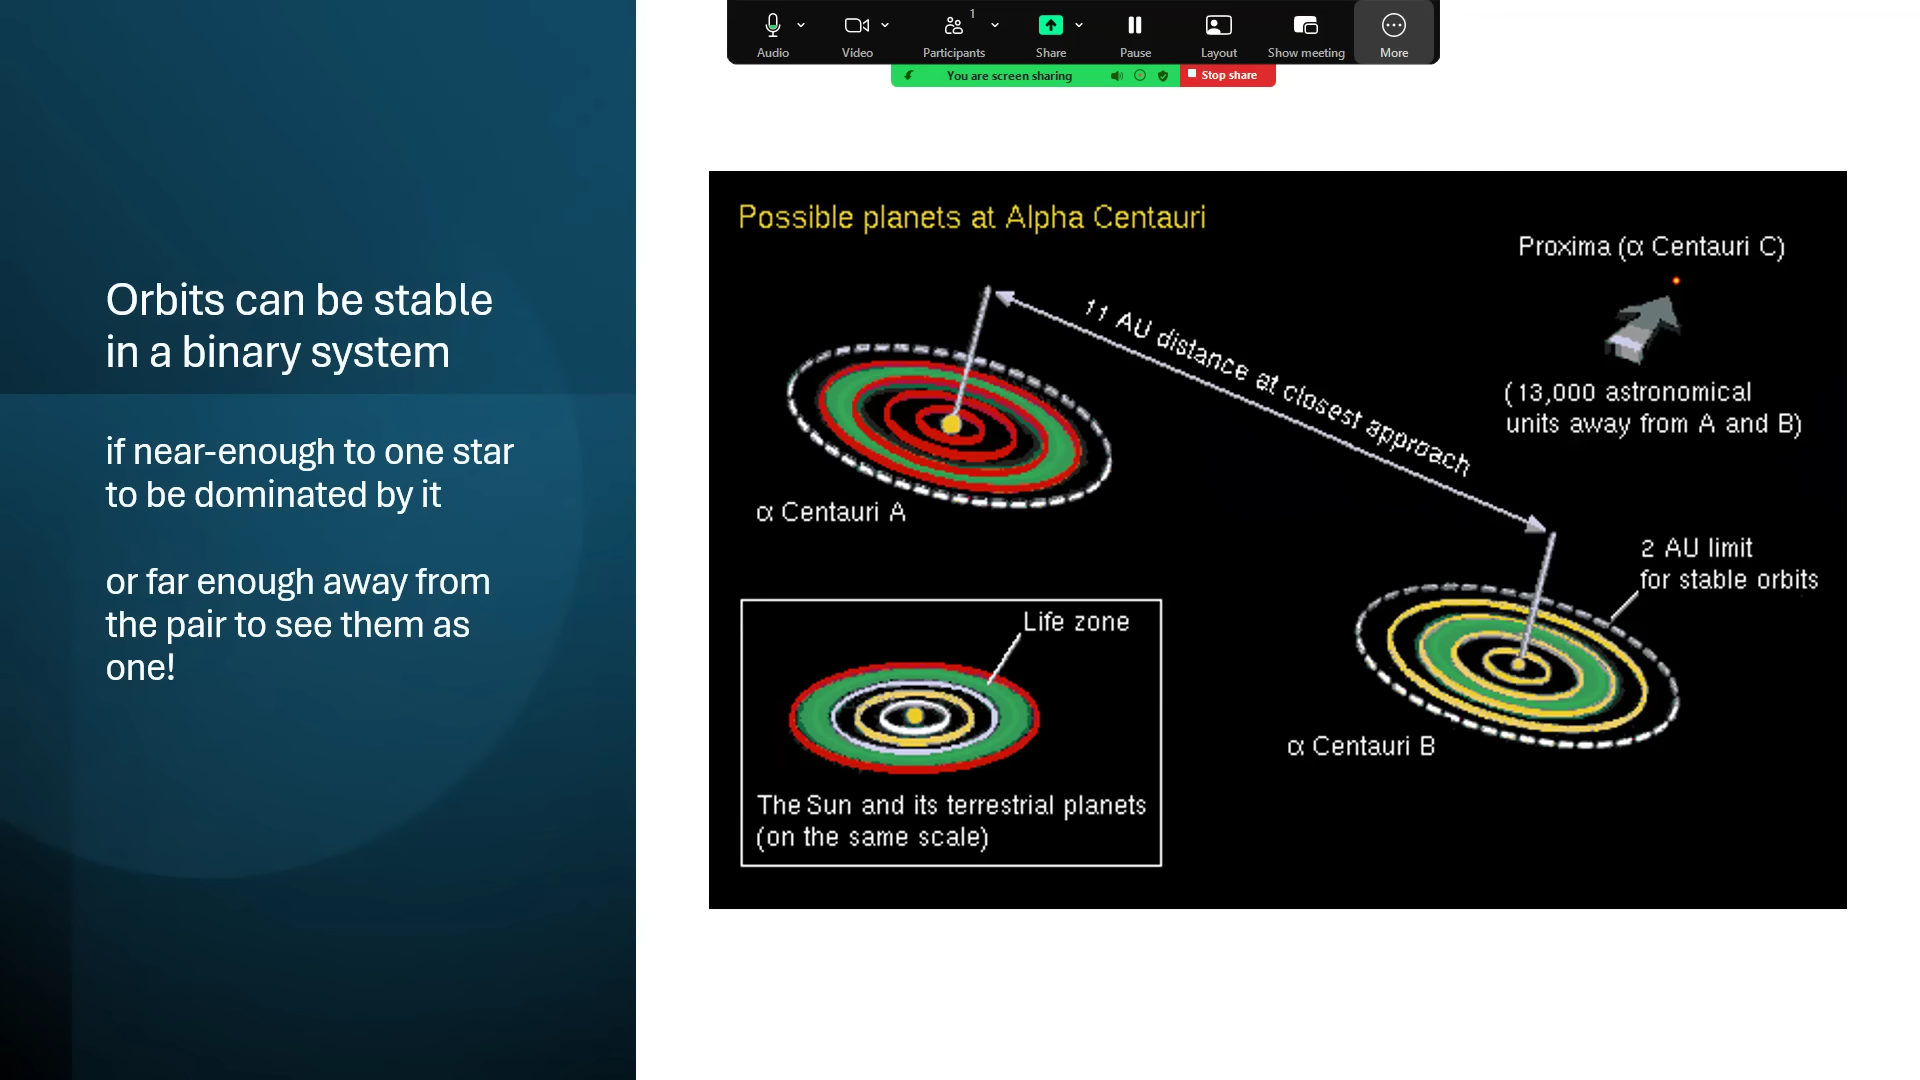 1
Audio
Video
Participants
Share
Pause
Layout
Show meeting
More
You are screen sharing
Stop share
Orbits can be stable
in a binary system
if near-enough to one star
to be dominated by it
or far enough away from
the pair to see them as
one!
Possible planets at Alpha Centauri
Proxima (α Centauri C)
(13,000 astronomical
units away from A and B)
11 AU distance at closest approach
α Centauri A
2 AU limit
for stable orbits
α Centauri B
Life zone
The Sun and its terrestrial planets
(on the same scale)